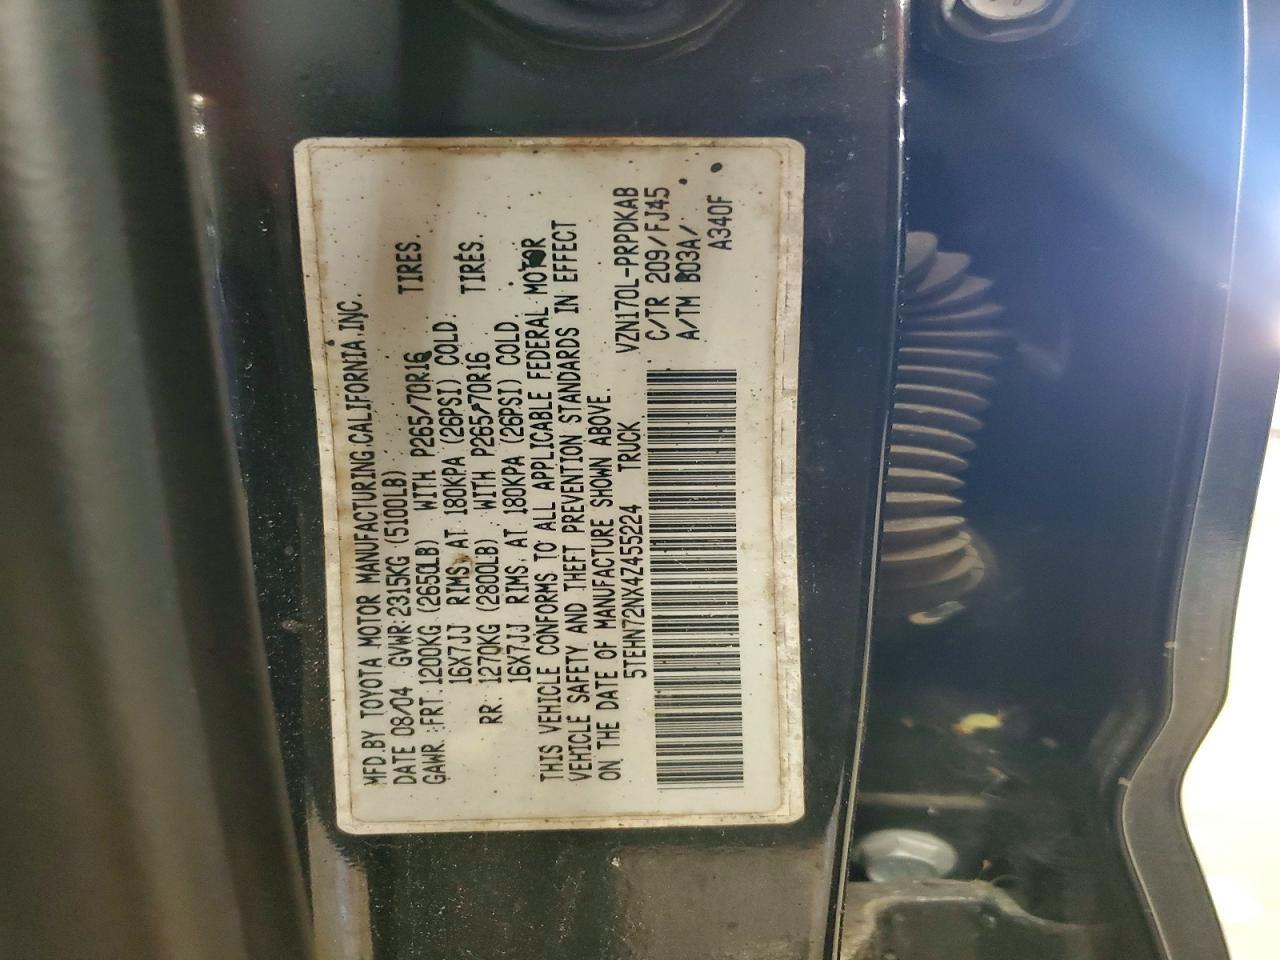 MFD.BY TOYOTA MOTOR MANUFACTURING.CALIFORNIA.INC.
DATE 08/04 GVWR:2315KG (5100LB)
GAWR.:FRT.1200KG (2650LB) WITH P265/70R16 TIRES.
16X7JJ RIMS.AT 180KPA (26PSI) COLD.
RR: 1270KG (2800LB). WITH P265/70R16 TIRES.
16X7JJ RIMS.AT 180KPA (26PSI) COLD.
THIS VEHICLE CONFORMS TO ALL APPLICABLE FEDERAL MOTOR
VEHICLE SAFETY AND THEFT PREVENTION STANDARDS IN EFFECT
ON THE DATE OF MANUFACTURE SHOWN ABOVE.
5TEHN72NX4Z455224 TRUCK
VZN170L-PRPDKAB
C/TR 209/FJ45
A/TM B03A/
A340F